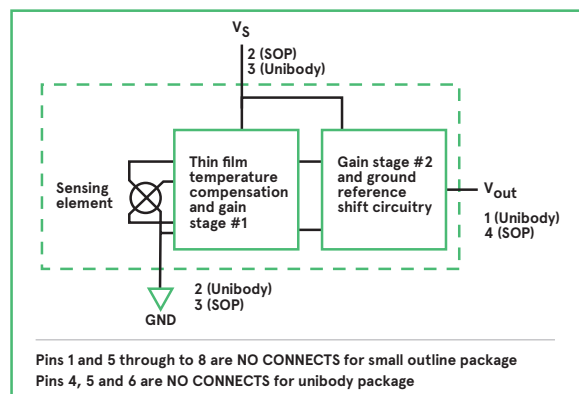 VS
2 (SOP)
3 (Unibody)
Sensing
element
Thin film
temperature
compensation
and gain
stage #1
Gain stage #2
and ground
reference
shift circuitry
Vout
1 (Unibody)
4 (SOP)
2 (Unibody)
3 (SOP)
GND
Pins 1 and 5 through to 8 are NO CONNECTS for small outline package
Pins 4, 5 and 6 are NO CONNECTS for unibody package